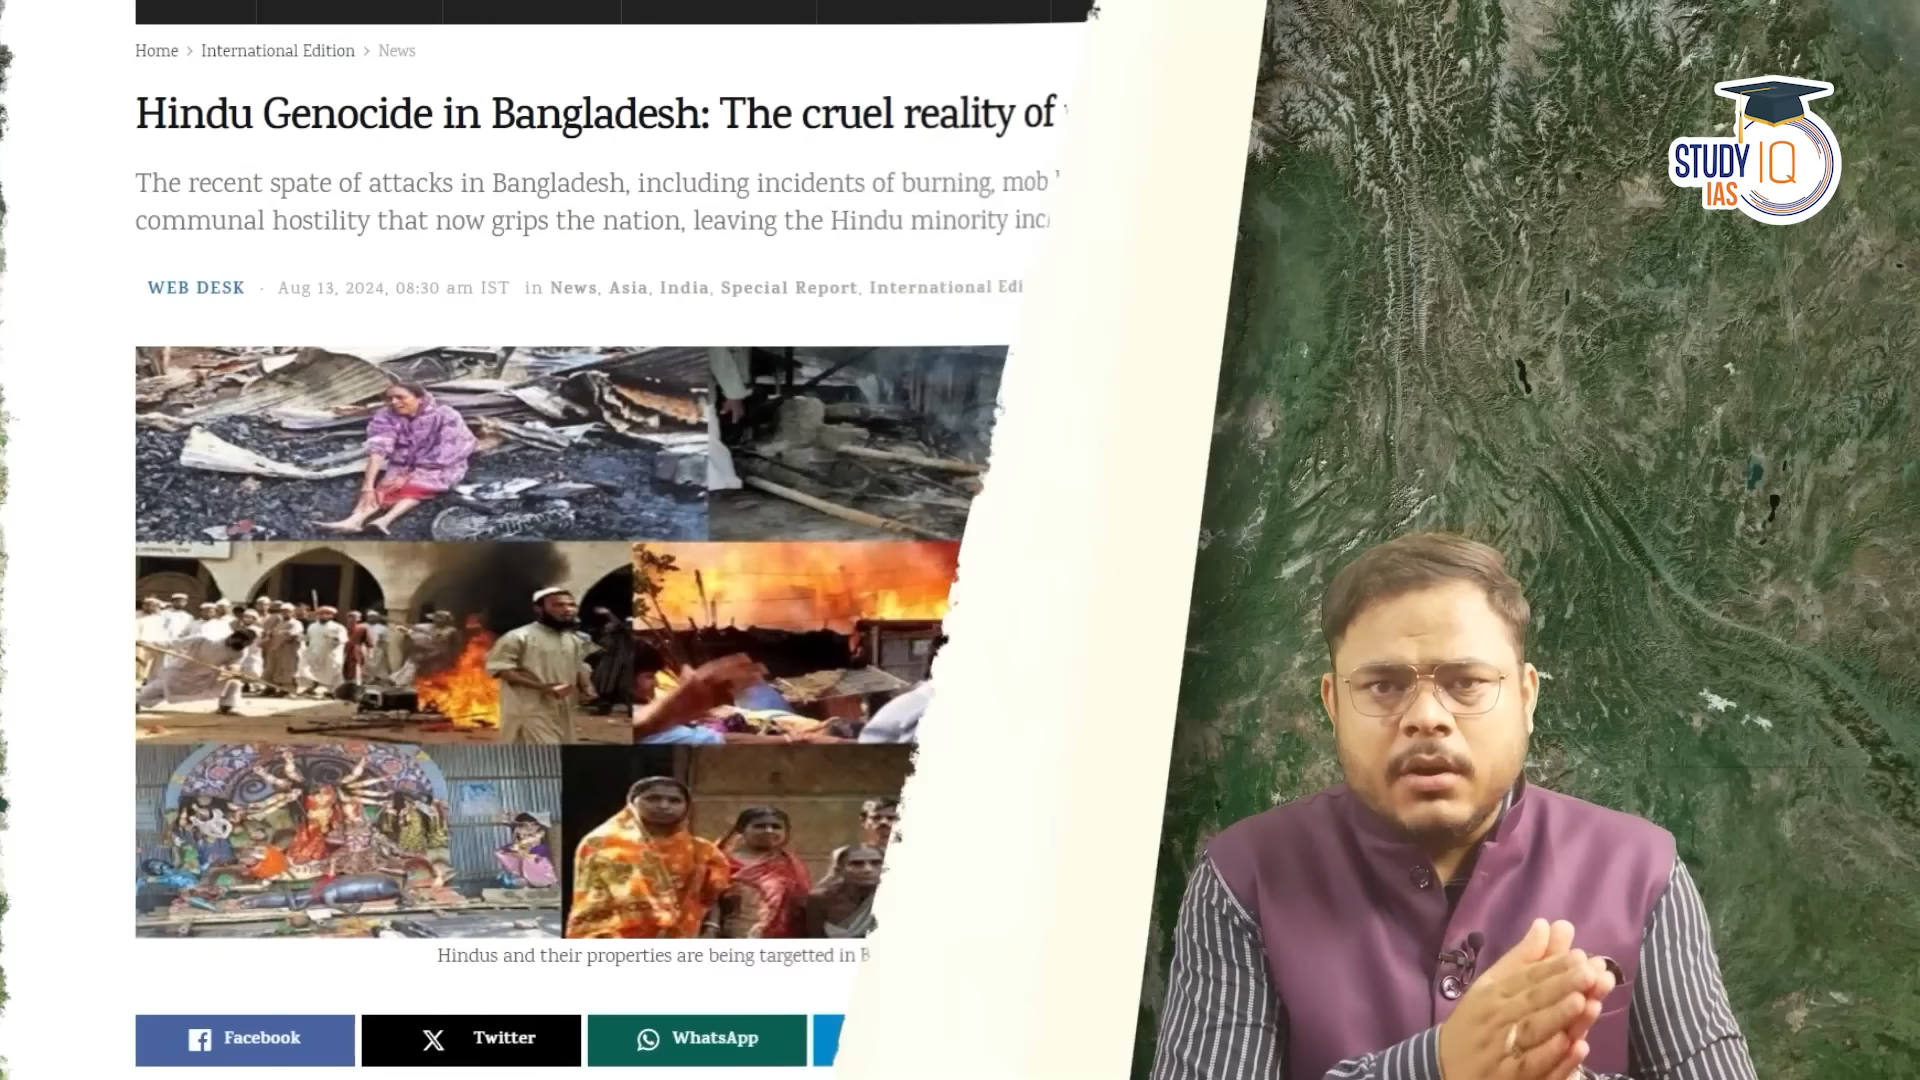 Home > International Edition > News
Hindu Genocide in Bangladesh: The cruel reality of
The recent spate of attacks in Bangladesh, including incidents of burning, mob
communal hostility that now grips the nation, leaving the Hindu minority
WEB DESK · Aug 13, 2024, 08:30 am IST in News, Asia, India, Special Report, International
Hindus and their properties are being targetted in
Facebook
Twitter
WhatsApp
STUDY IQ
IAS